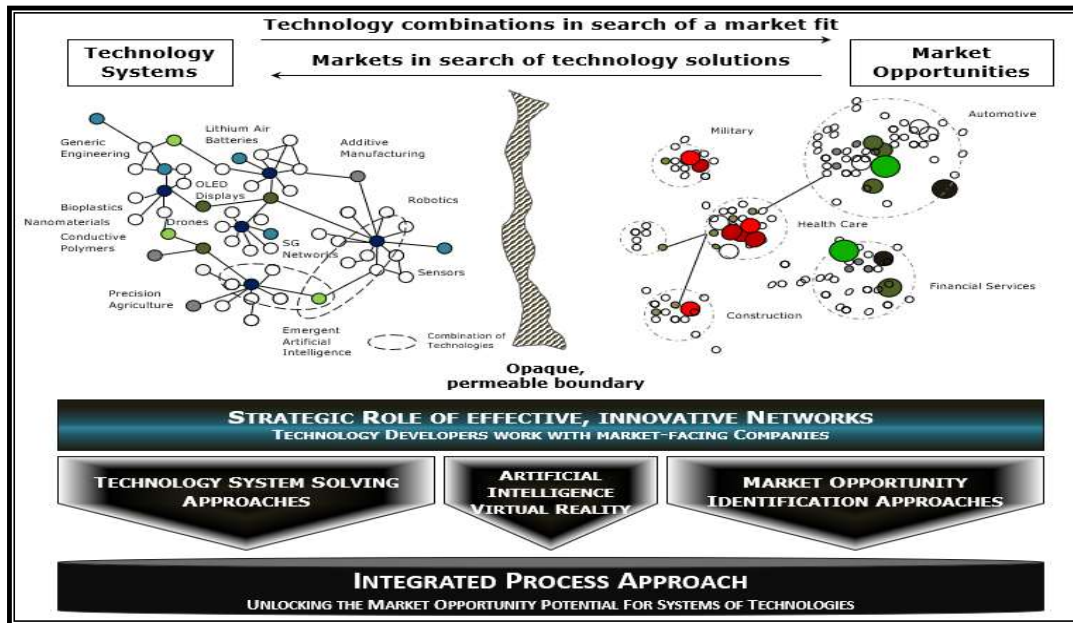 Technology combinations in search of a market fit
Technology
Systems
Markets in search of technology solutions
Market
Opportunities
Generic
Engineering
Lithium Air
Batteries
Additive
Manufacturing
OLED
Displays
Robotics
Bioplastics
Nanomaterials
Drones
Conductive
Polymers
SG
Networks
Sensors
Precision
Agriculture
Emergent
Artificial
Intelligence
Combination of
Technologies
Opaque,
permeable boundary
Military
Automotive
Health Care
Financial Services
Construction
STRATEGIC ROLE OF EFFECTIVE, INNOVATIVE NETWORKS
TECHNOLOGY DEVELOPERS WORK WITH MARKET-FACING COMPANIES
TECHNOLOGY SYSTEM SOLVING
APPROACHES
ARTIFICIAL
INTELLIGENCE
VIRTUAL REALITY
MARKET OPPORTUNITY
IDENTIFICATION APPROACHES
INTEGRATED PROCESS APPROACH
UNLOCKING THE MARKET OPPORTUNITY POTENTIAL FOR SYSTEMS OF TECHNOLOGIES